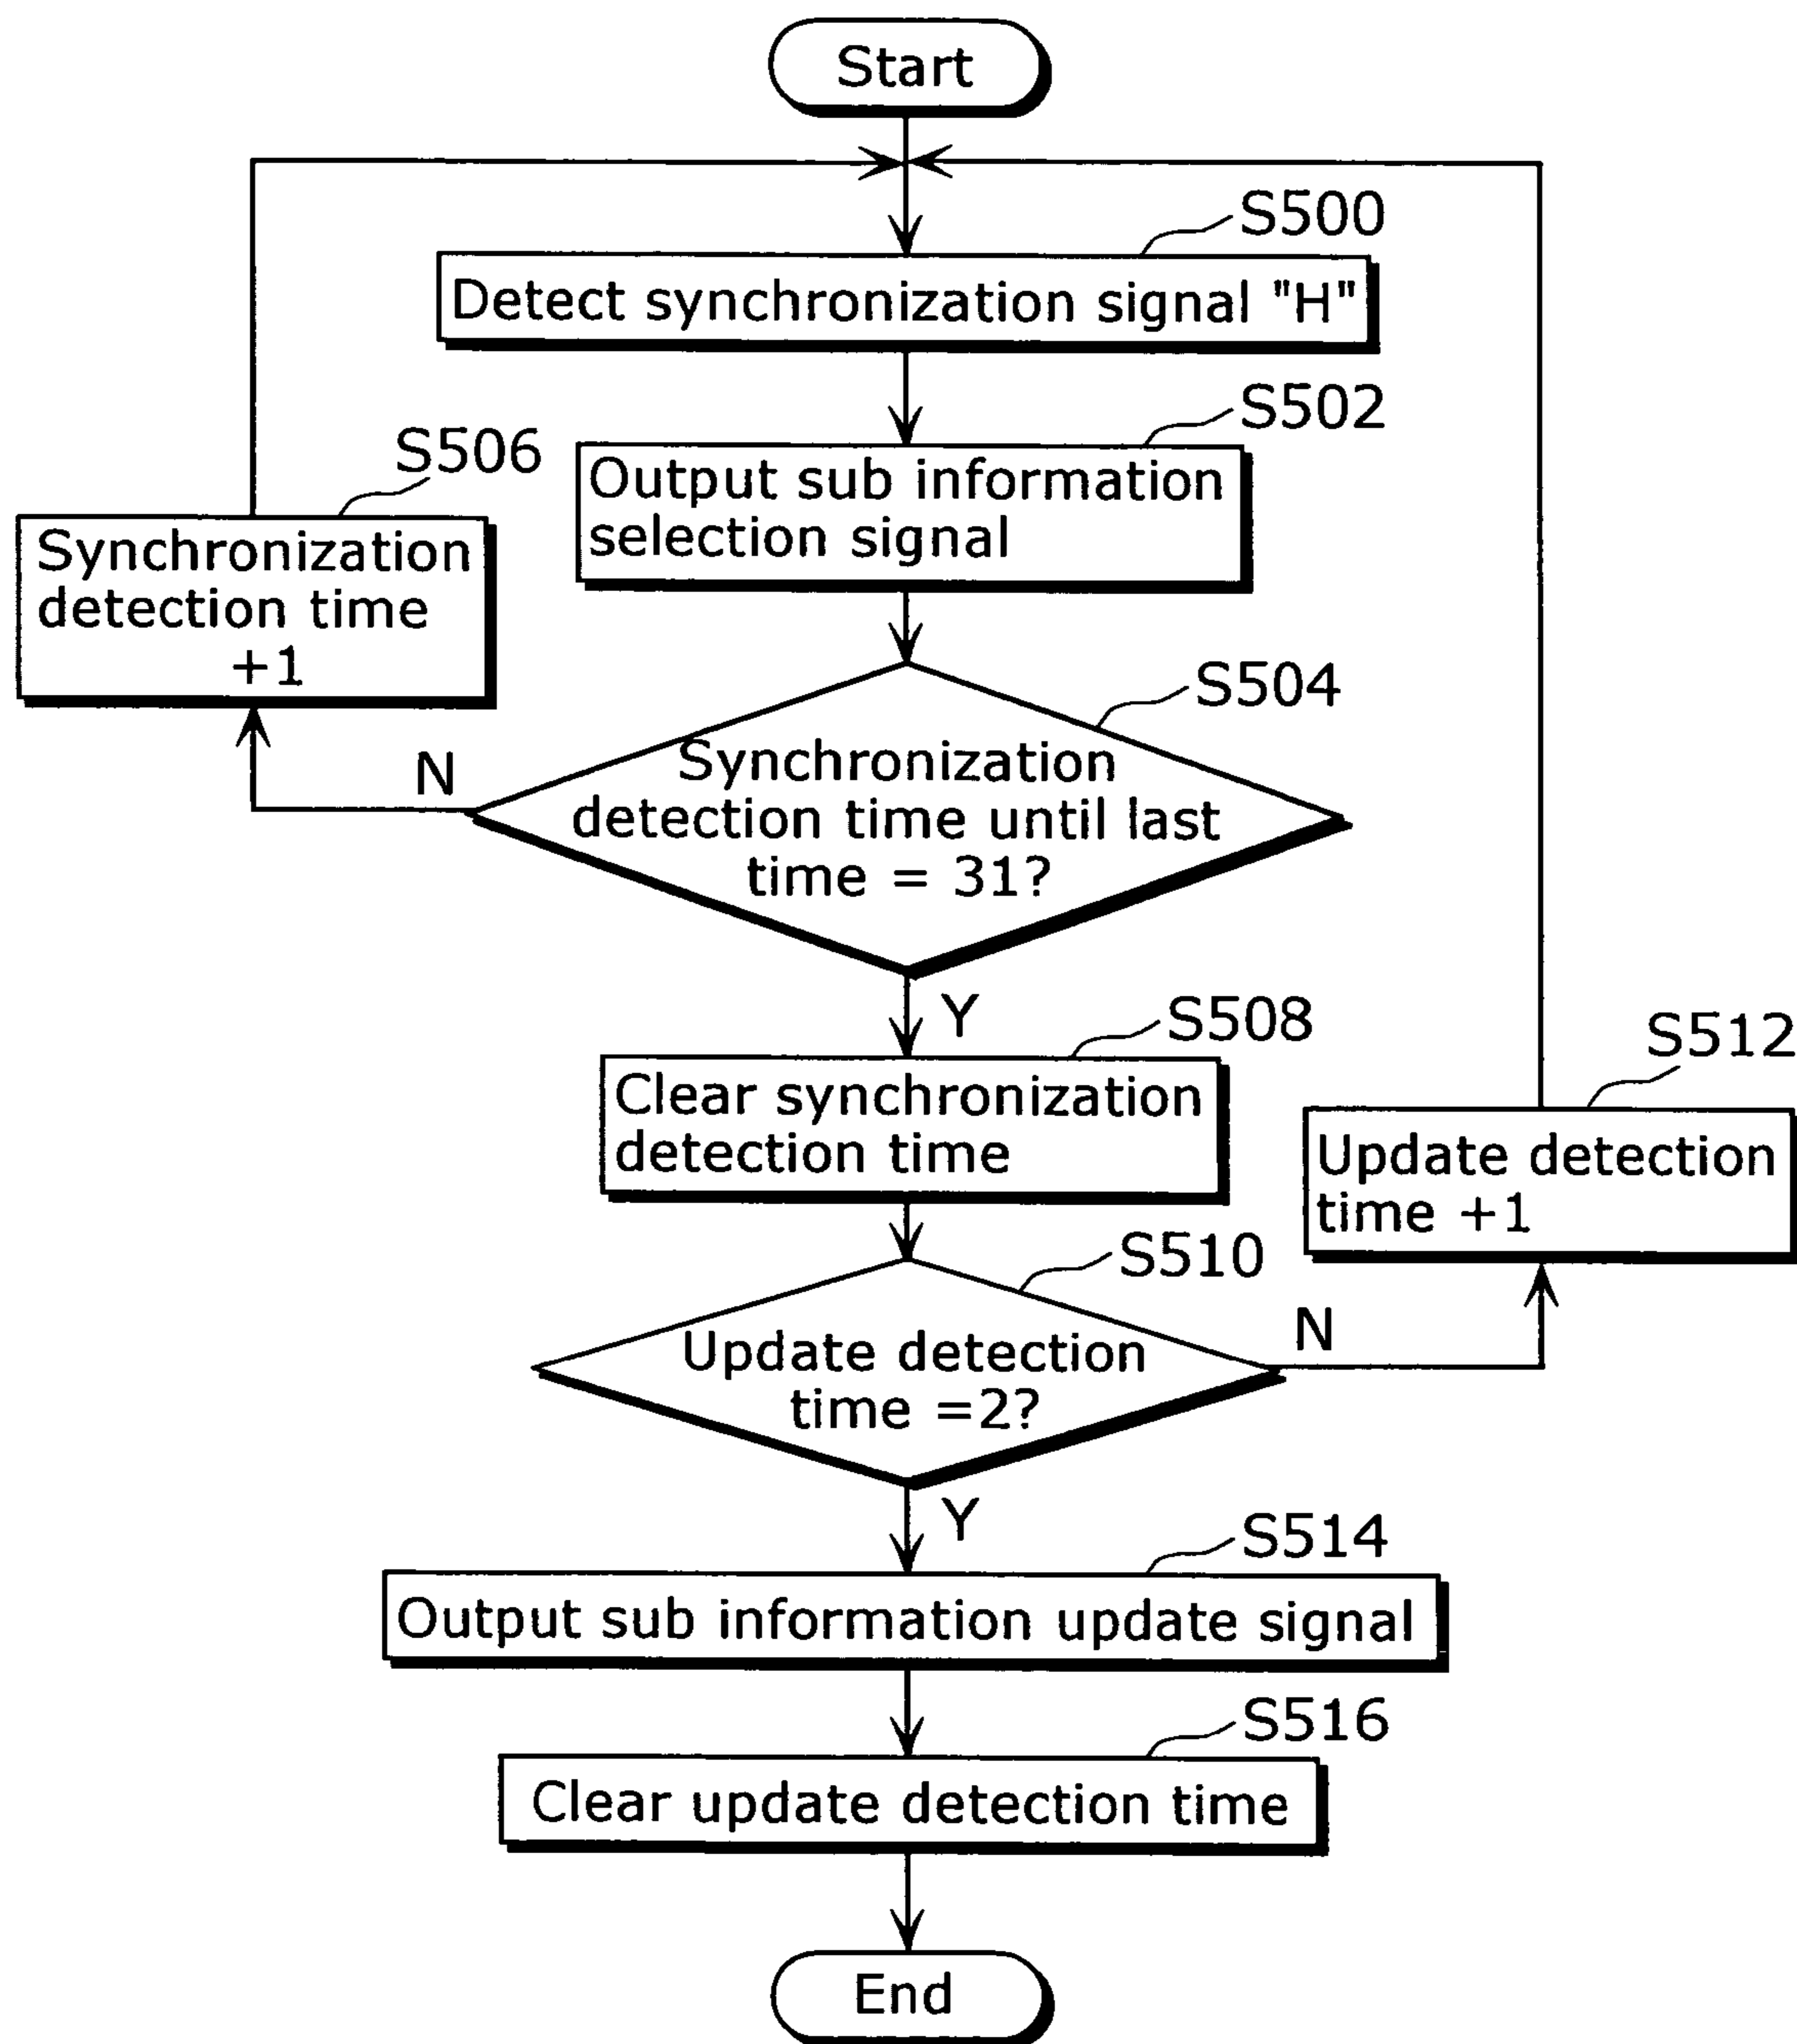 Start
S500
Detect synchronization signal "H"
S502
Output sub information
selection signal
S506
Synchronization
detection time
+1
S504
Synchronization
detection time until last
time = 31?
N
Y
S508
Clear synchronization
detection time
S512
Update detection
time +1
S510
Update detection
time =2?
N
Y
S514
Output sub information update signal
S516
Clear update detection time
End